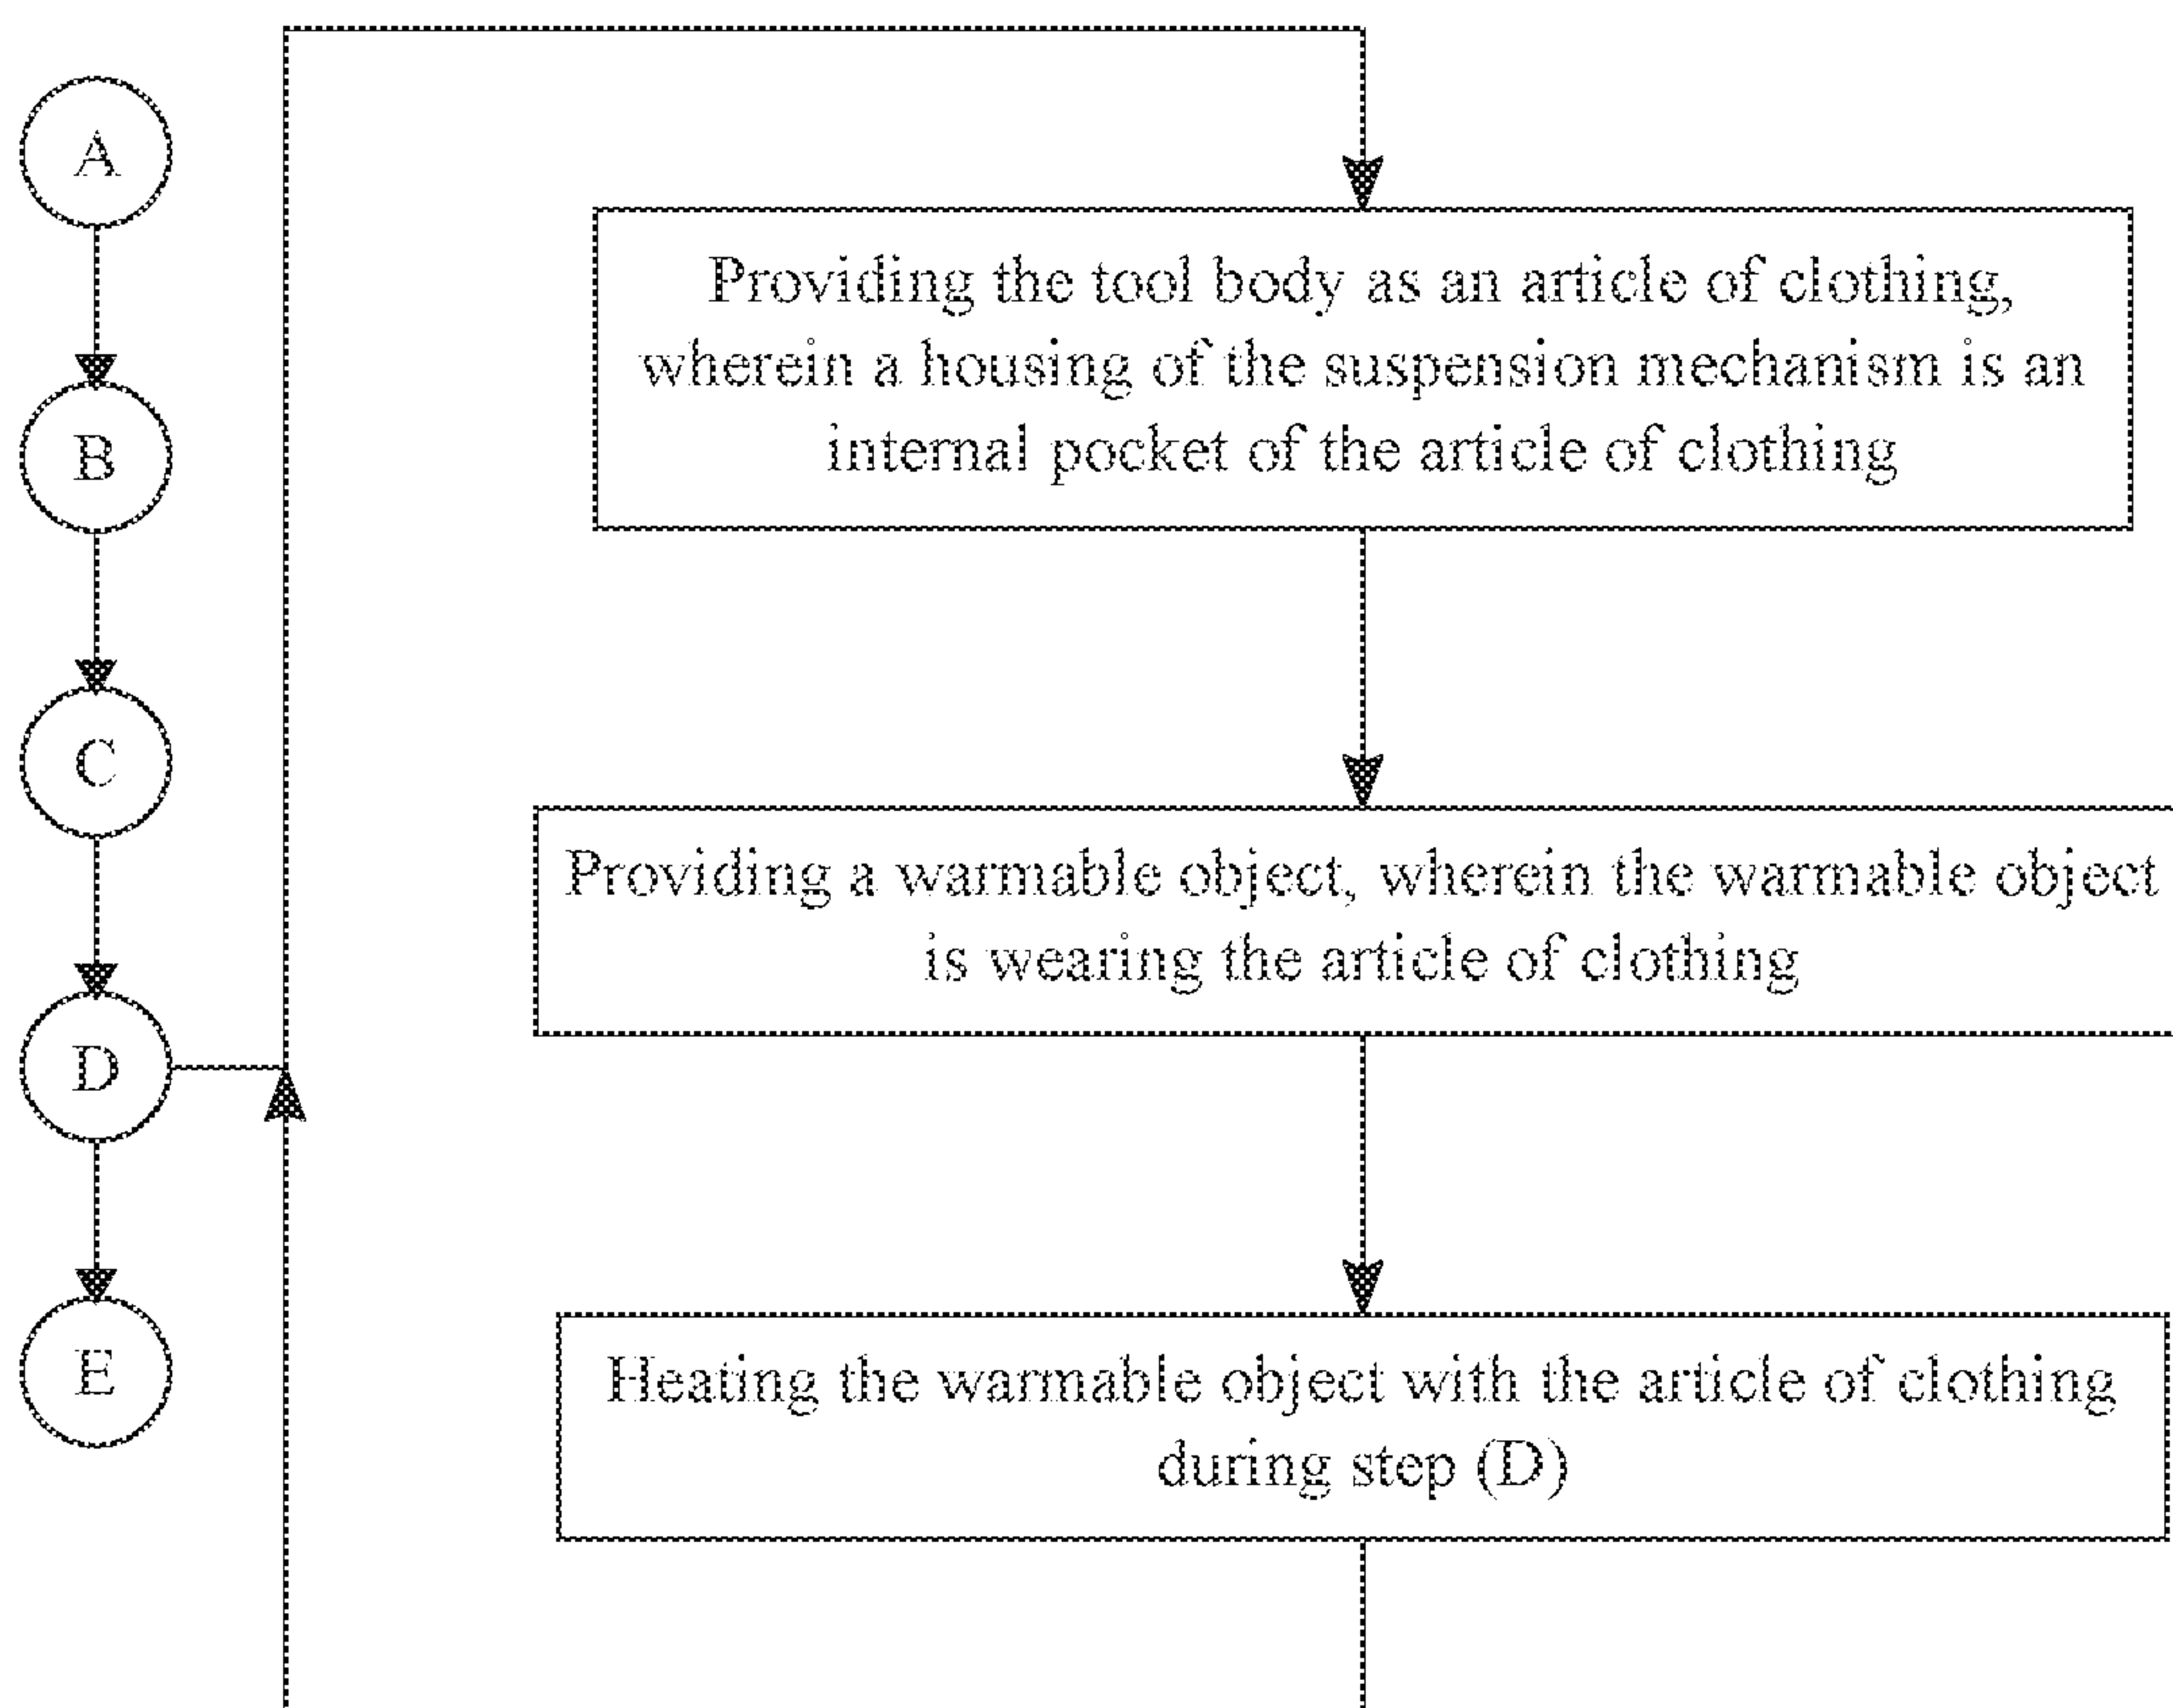 A
B
C
D
E
Providing the tool body as an article of clothing,
wherein a housing of the suspension mechanism is an
internal pocket of the article of clothing
Providing a warmable object, wherein the warmable object
is wearing the article of clothing
Heating the warmable object with the article of clothing
during step (D)